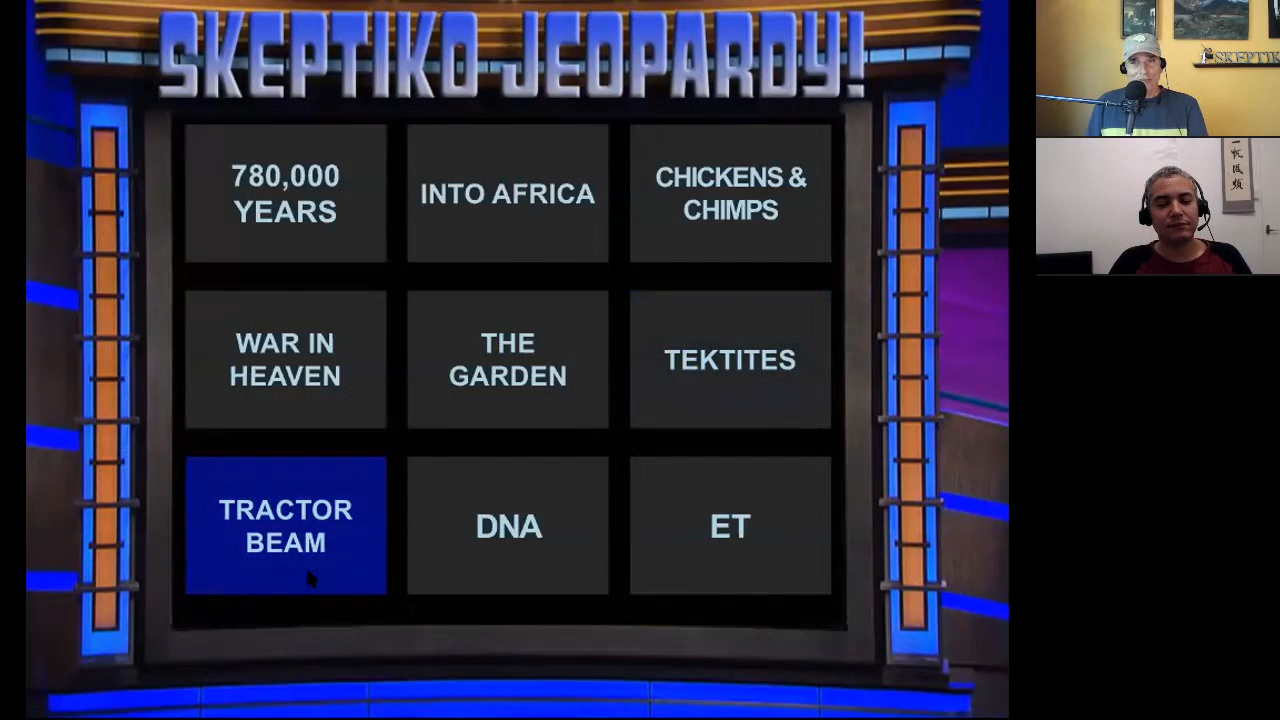 SKEPTIKO JEOPARDY!
780,000
YEARS
INTO AFRICA
CHICKENS &
CHIMPS
WAR IN
HEAVEN
THE
GARDEN
TEKTITES
TRACTOR
BEAM
DNA
ET
SKEPTIK